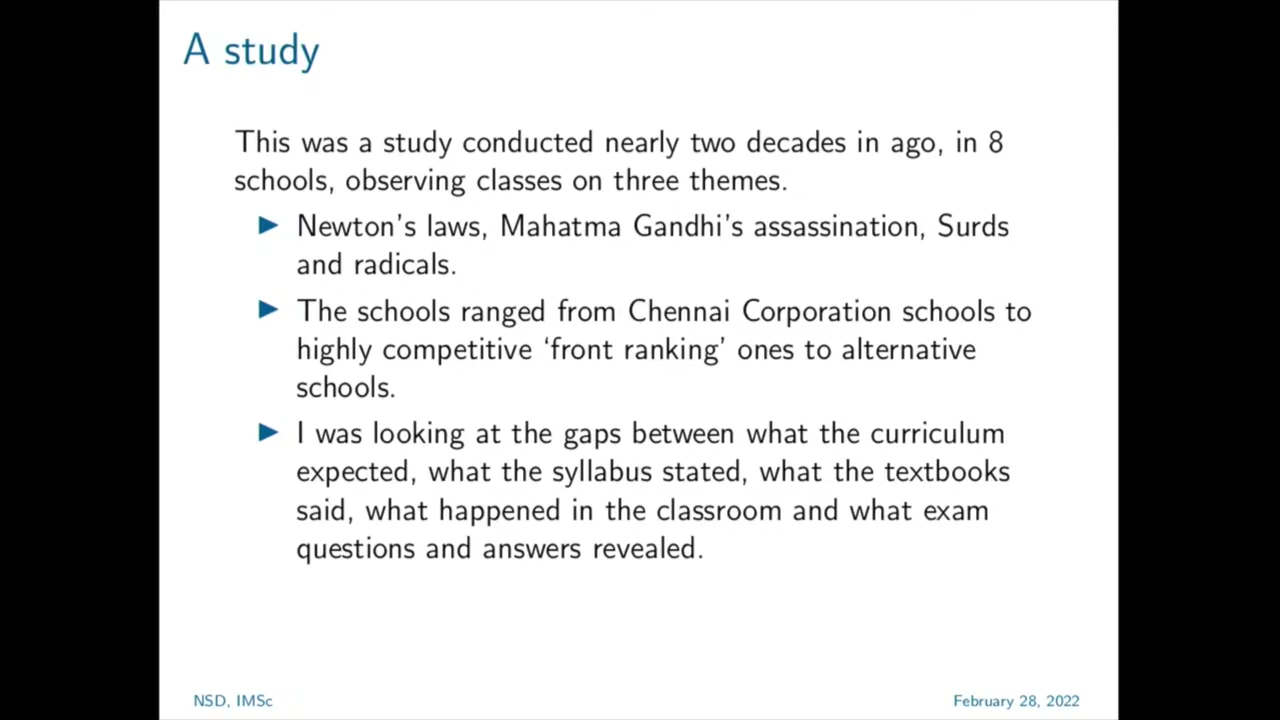 A study
This was a study conducted nearly two decades in ago, in 8
schools, observing classes on three themes.
▶ Newton's laws, Mahatma Gandhi's assassination, Surds
and radicals.
▶ The schools ranged from Chennai Corporation schools to
highly competitive ‘front ranking’ ones to alternative
schools.
▶ I was looking at the gaps between what the curriculum
expected, what the syllabus stated, what the textbooks
said, what happened in the classroom and what exam
questions and answers revealed.
NSD, IMSc
February 28, 2022